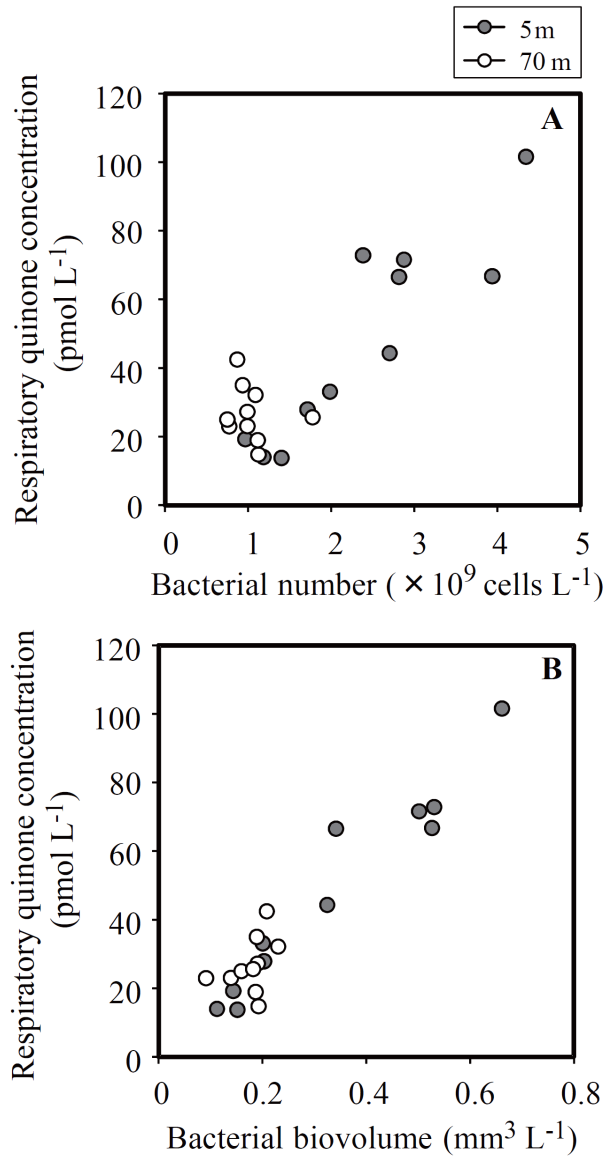 5 m
70 m
A
120
100
80
60
40
20
0
Respiratory quinone concentration
(pmol L⁻¹)
0 1 2 3 4 5
Bacterial number ( × 10⁹ cells L⁻¹)
B
120
100
80
60
40
20
0
Respiratory quinone concentration
(pmol L⁻¹)
0 0.2 0.4 0.6 0.8
Bacterial biovolume (mm³ L⁻¹)